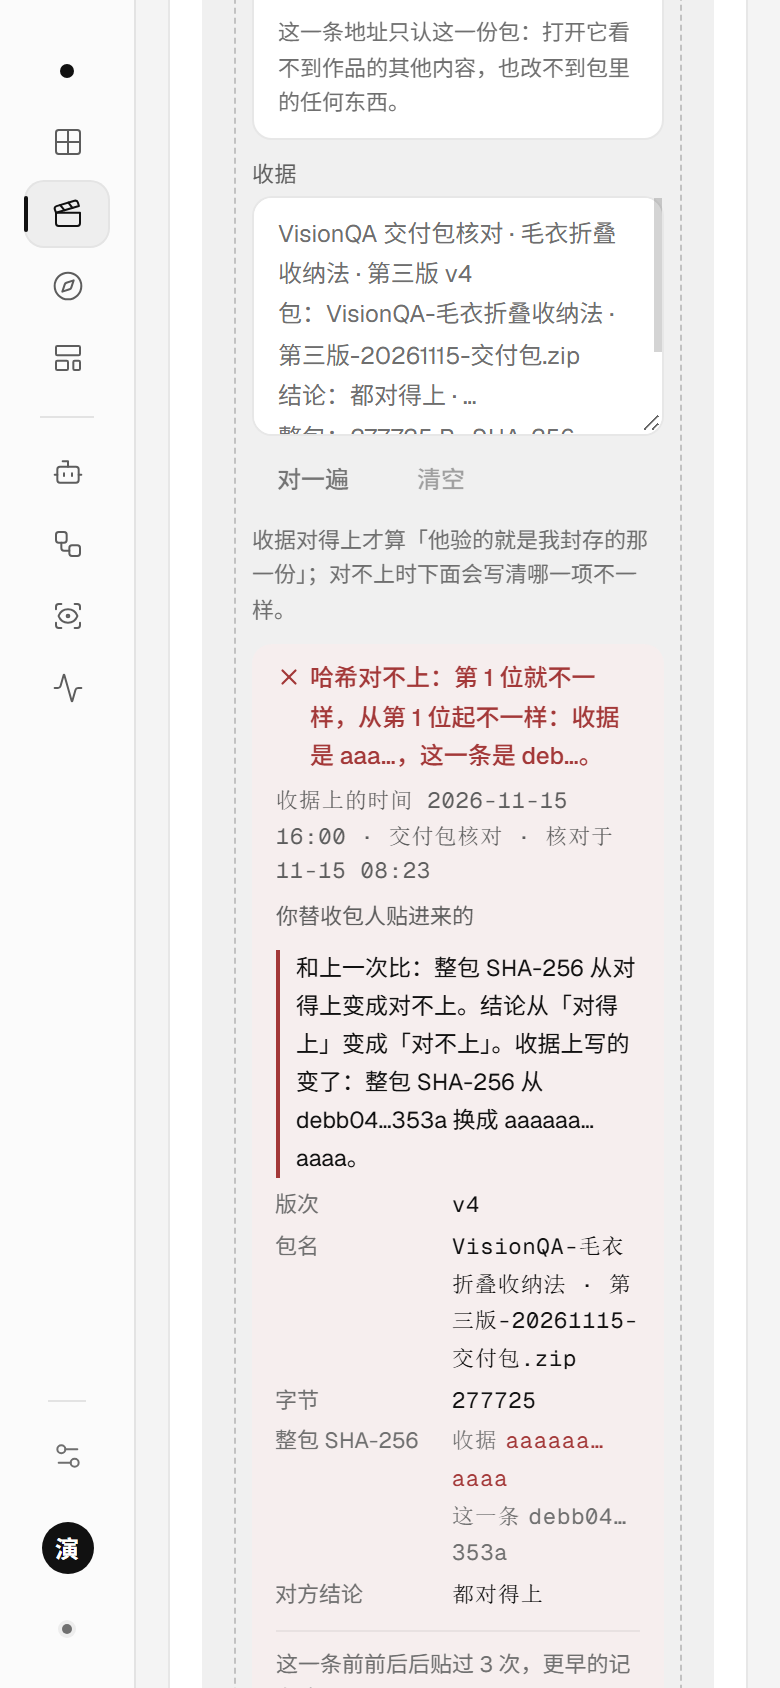 这一条地址只认这一份包：打开它看
不到作品的其他内容，也改不到包里
的任何东西。
收据
VisionQA 交付包核对 · 毛衣折叠
收纳法 · 第三版 v4
包：VisionQA-毛衣折叠收纳法 ·
第三版-20261115-交付包.zip
结论：都对得上 · ...
整包：277725 B · SHA-256
对一遍 清空
收据对得上才算「他验的就是我封存的那
一份」；对不上时下面会写清哪一项不一
样。
哈希对不上：第 1 位就不一
样，从第 1 位起不一样：收据
是 aaa…，这一条是 deb…。
收据上的时间 2026-11-15
16:00 · 交付包核对 · 核对于
11-15 08:23
你替收包人贴进来的
和上一次比：整包 SHA-256 从对
得上变成对不上。结论从「对得
上」变成「对不上」。收据上写的
变了：整包 SHA-256 从
debb04…353a 换成 aaaaaa…
aaaa。
版次 v4
包名 VisionQA-毛衣
折叠收纳法 · 第
三版-20261115-
交付包.zip
字节 277725
整包 SHA-256 收据 aaaaaa…
aaaa
这一条 debb04…
353a
对方结论 都对得上
这一条前前后后贴过 3 次，更早的记
演